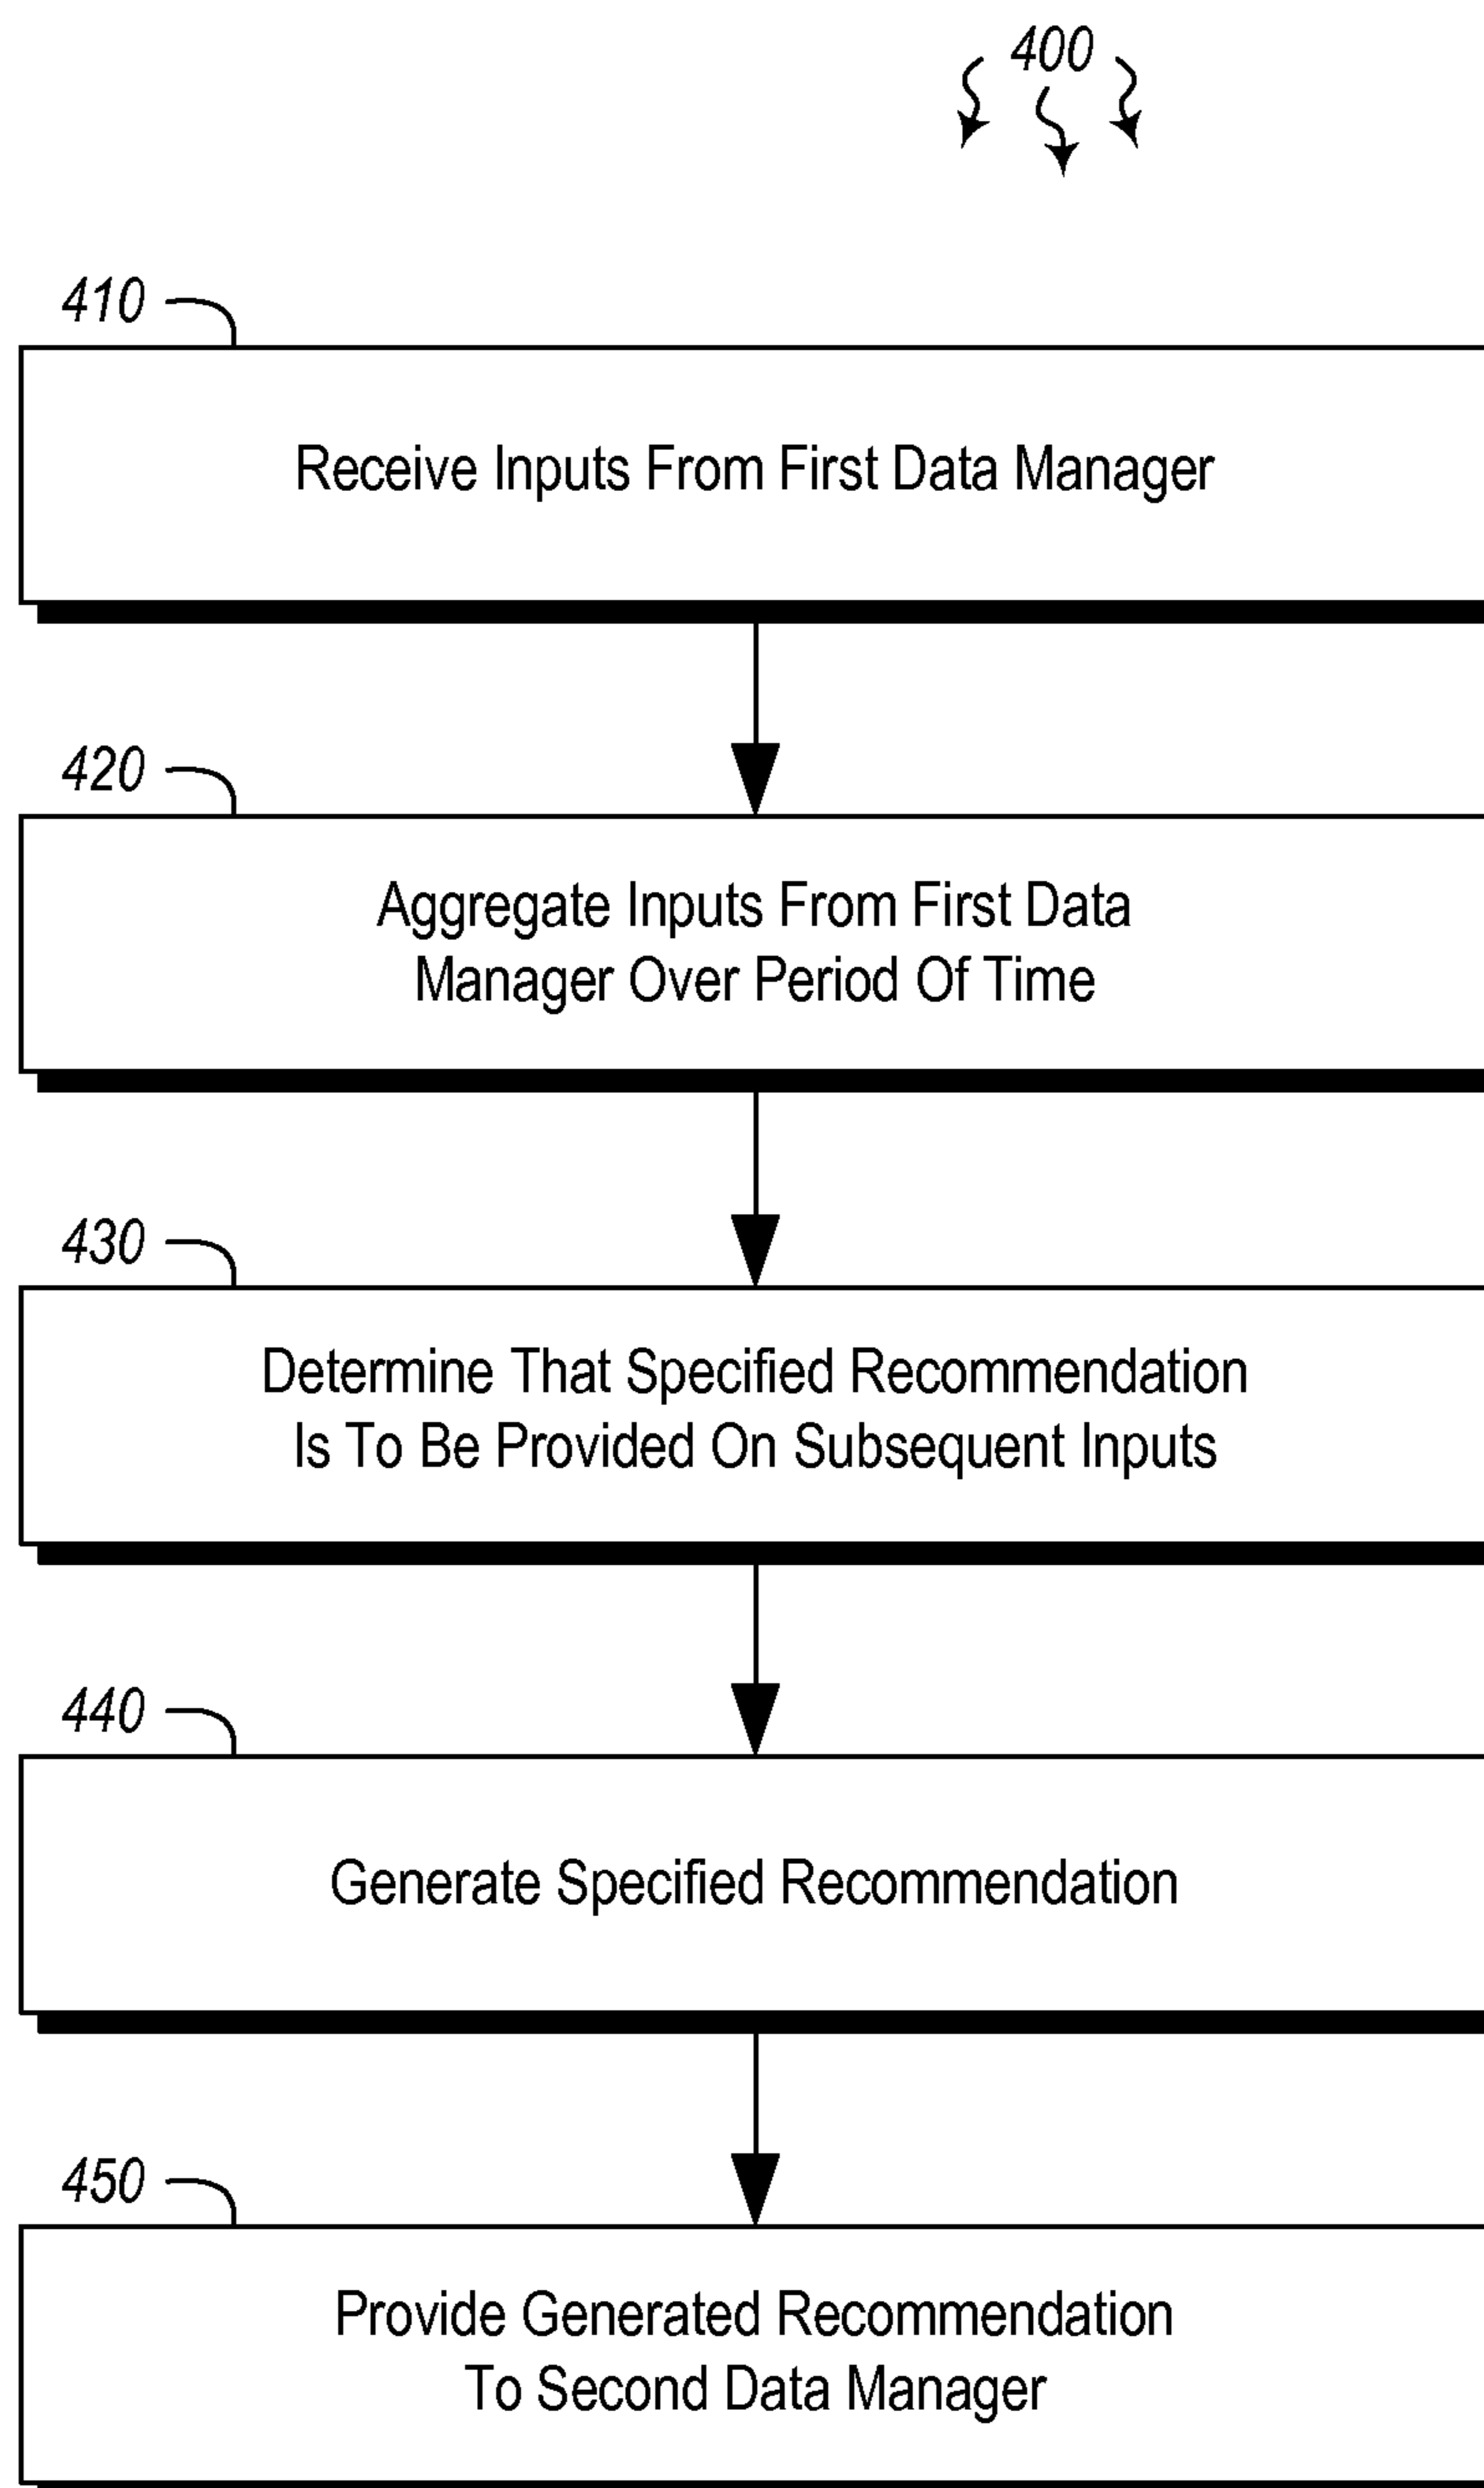 400
410
Receive Inputs From First Data Manager
420
Aggregate Inputs From First Data
Manager Over Period Of Time
430
Determine That Specified Recommendation
Is To Be Provided On Subsequent Inputs
440
Generate Specified Recommendation
450
Provide Generated Recommendation
To Second Data Manager